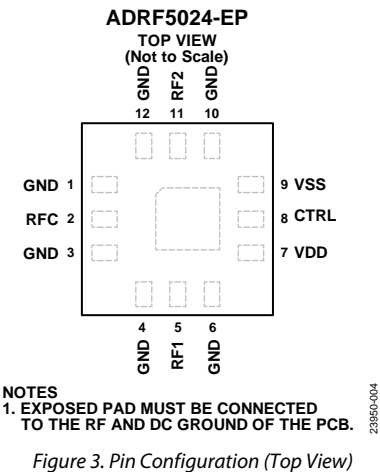 ADRF5024-EP
TOP VIEW
(Not to Scale)
GND RF2 GND
12 11 10
GND 1
RFC 2
GND 3
9 VSS
8 CTRL
7 VDD
4 5 6
GND RF1 GND
NOTES
1. EXPOSED PAD MUST BE CONNECTED
TO THE RF AND DC GROUND OF THE PCB.
23950-004
Figure 3. Pin Configuration (Top View)